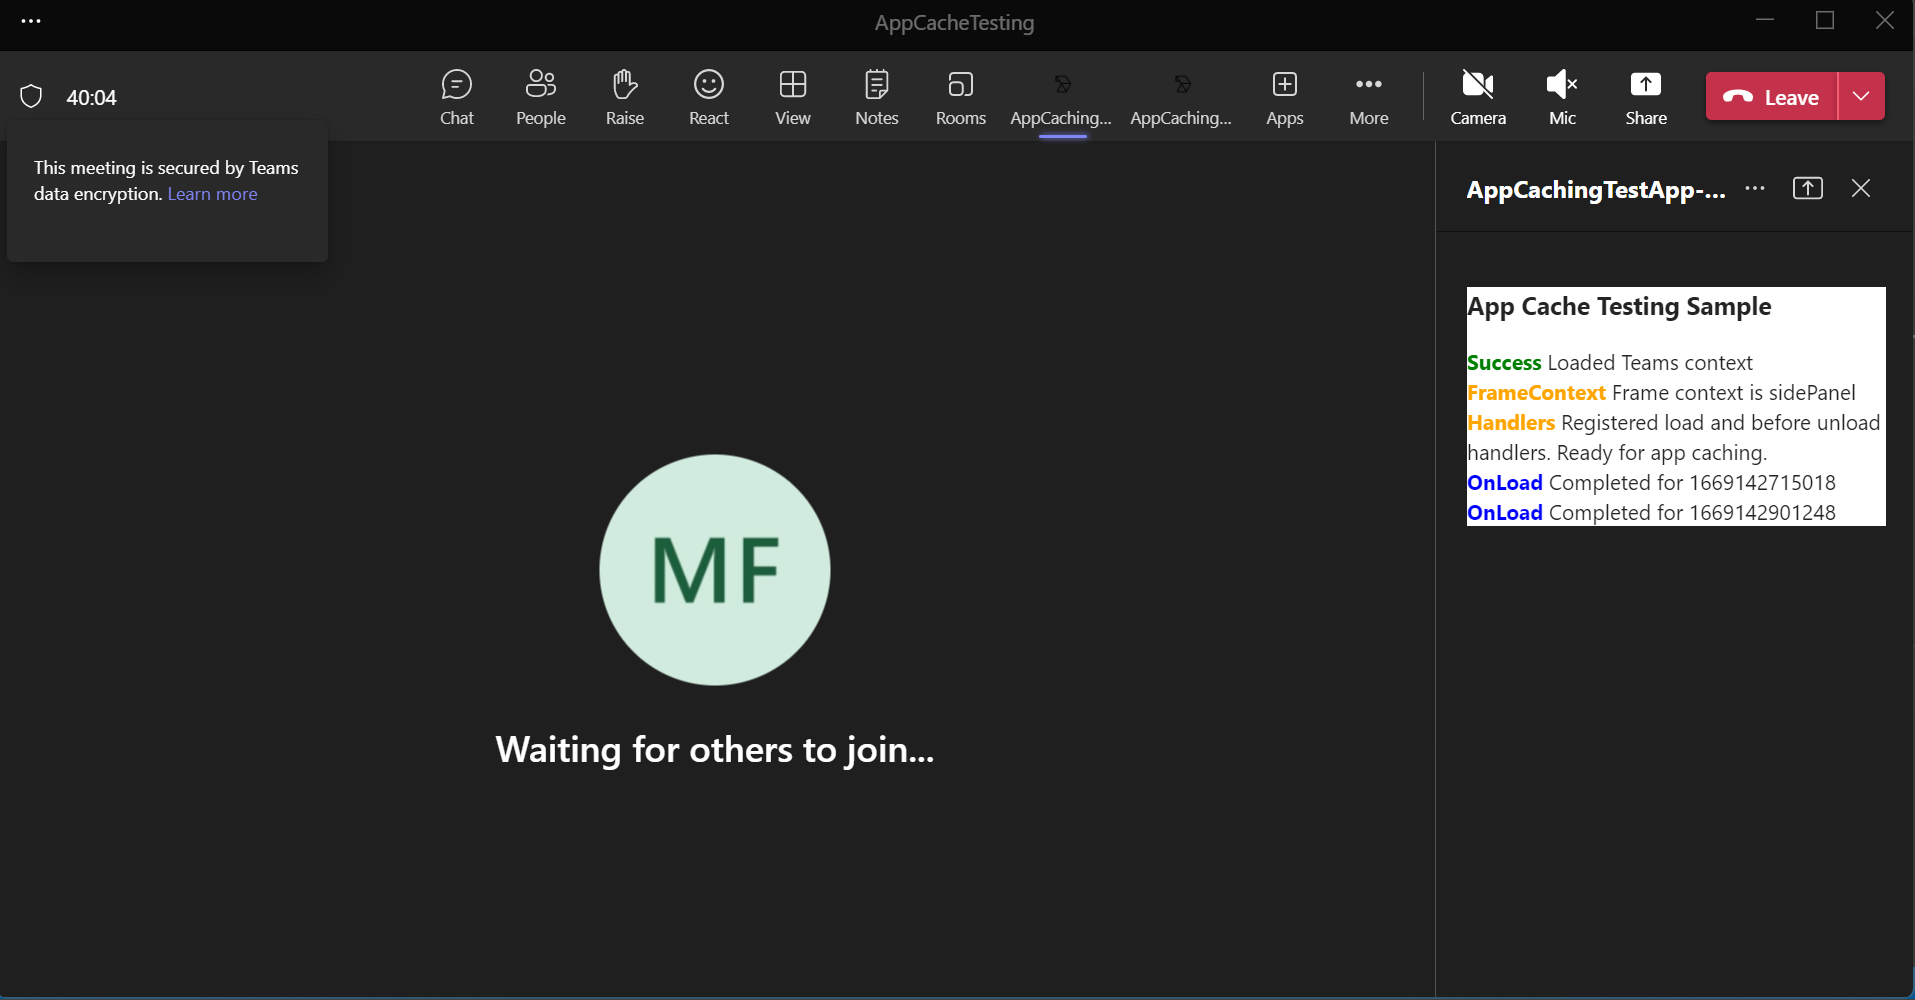 AppCacheTesting
40:04
Chat
People
Raise
React
View
Notes
Rooms
AppCaching...
AppCaching...
Apps
More
Camera
Mic
Share
Leave
This meeting is secured by Teams
data encryption. Learn more
MF
Waiting for others to join...
AppCachingTestApp-...
App Cache Testing Sample
Success Loaded Teams context
FrameContext Frame context is sidePanel
Handlers Registered load and before unload
handlers. Ready for app caching.
OnLoad Completed for 1669142715018
OnLoad Completed for 1669142901248